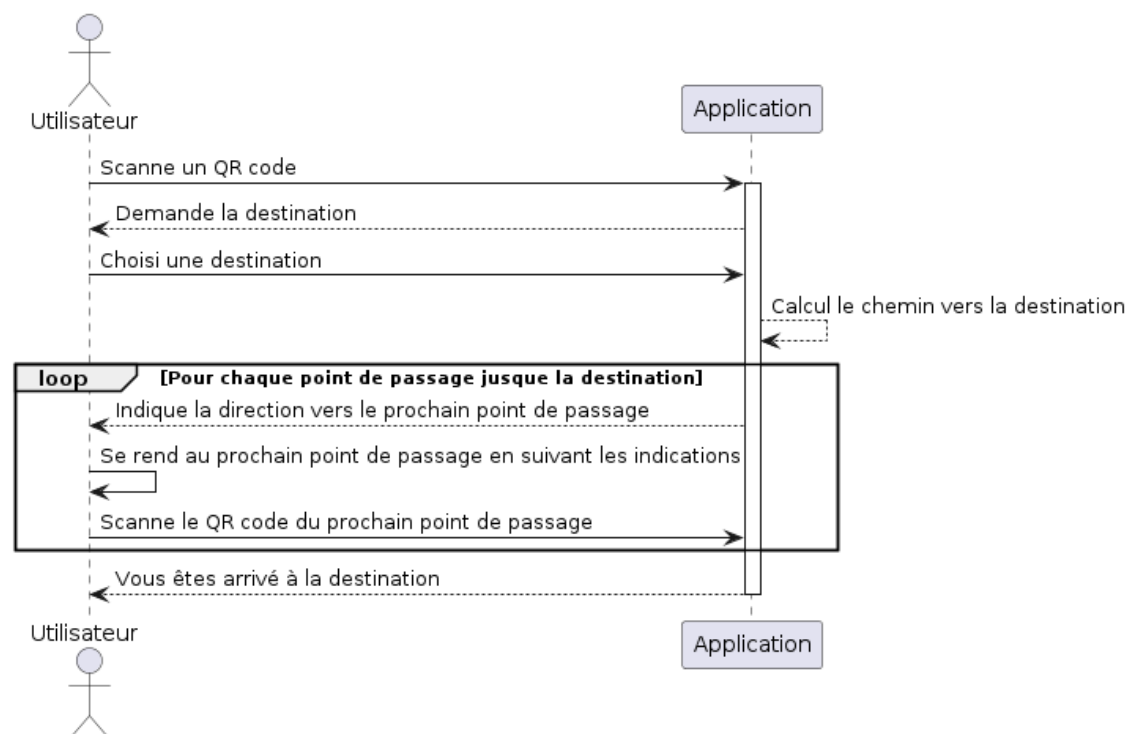 Utilisateur
Application
Scanne un QR code
Demande la destination
Choisi une destination
Calcul le chemin vers la destination
loop [Pour chaque point de passage jusque la destination]
Indique la direction vers le prochain point de passage
Se rend au prochain point de passage en suivant les indications
Scanne le QR code du prochain point de passage
Vous êtes arrivé à la destination
Utilisateur
Application